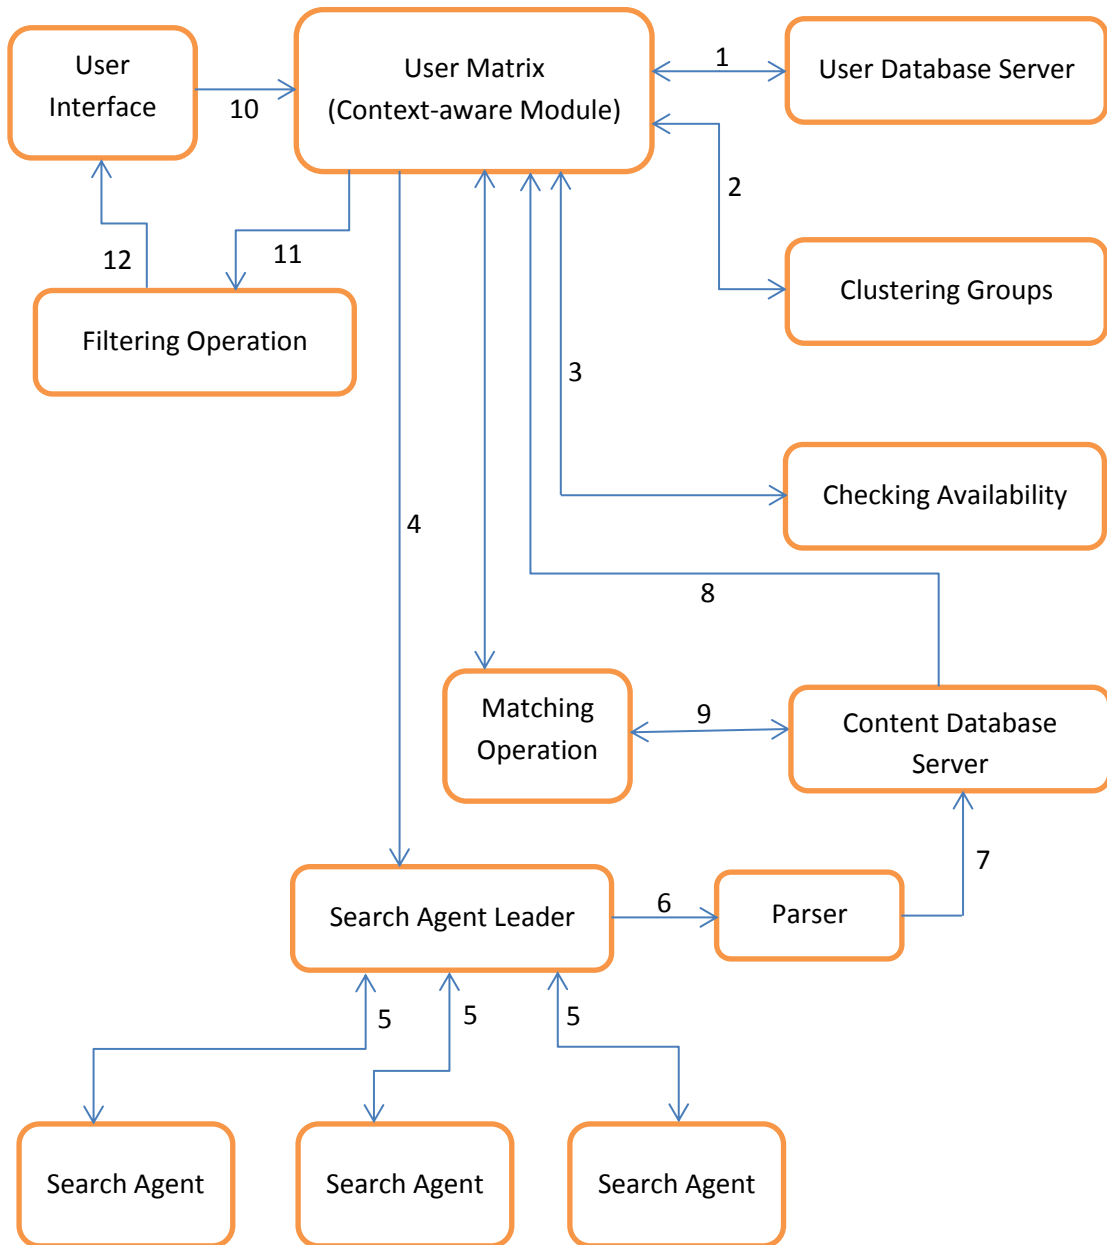 User
Interface
10
User Matrix
(Context-aware Module)
1
User Database Server
2
12
11
Clustering Groups
Filtering Operation
3
4
Checking Availability
8
Matching
Operation
9
Content Database
Server
7
Search Agent Leader
6
Parser
5
5
5
Search Agent
Search Agent
Search Agent